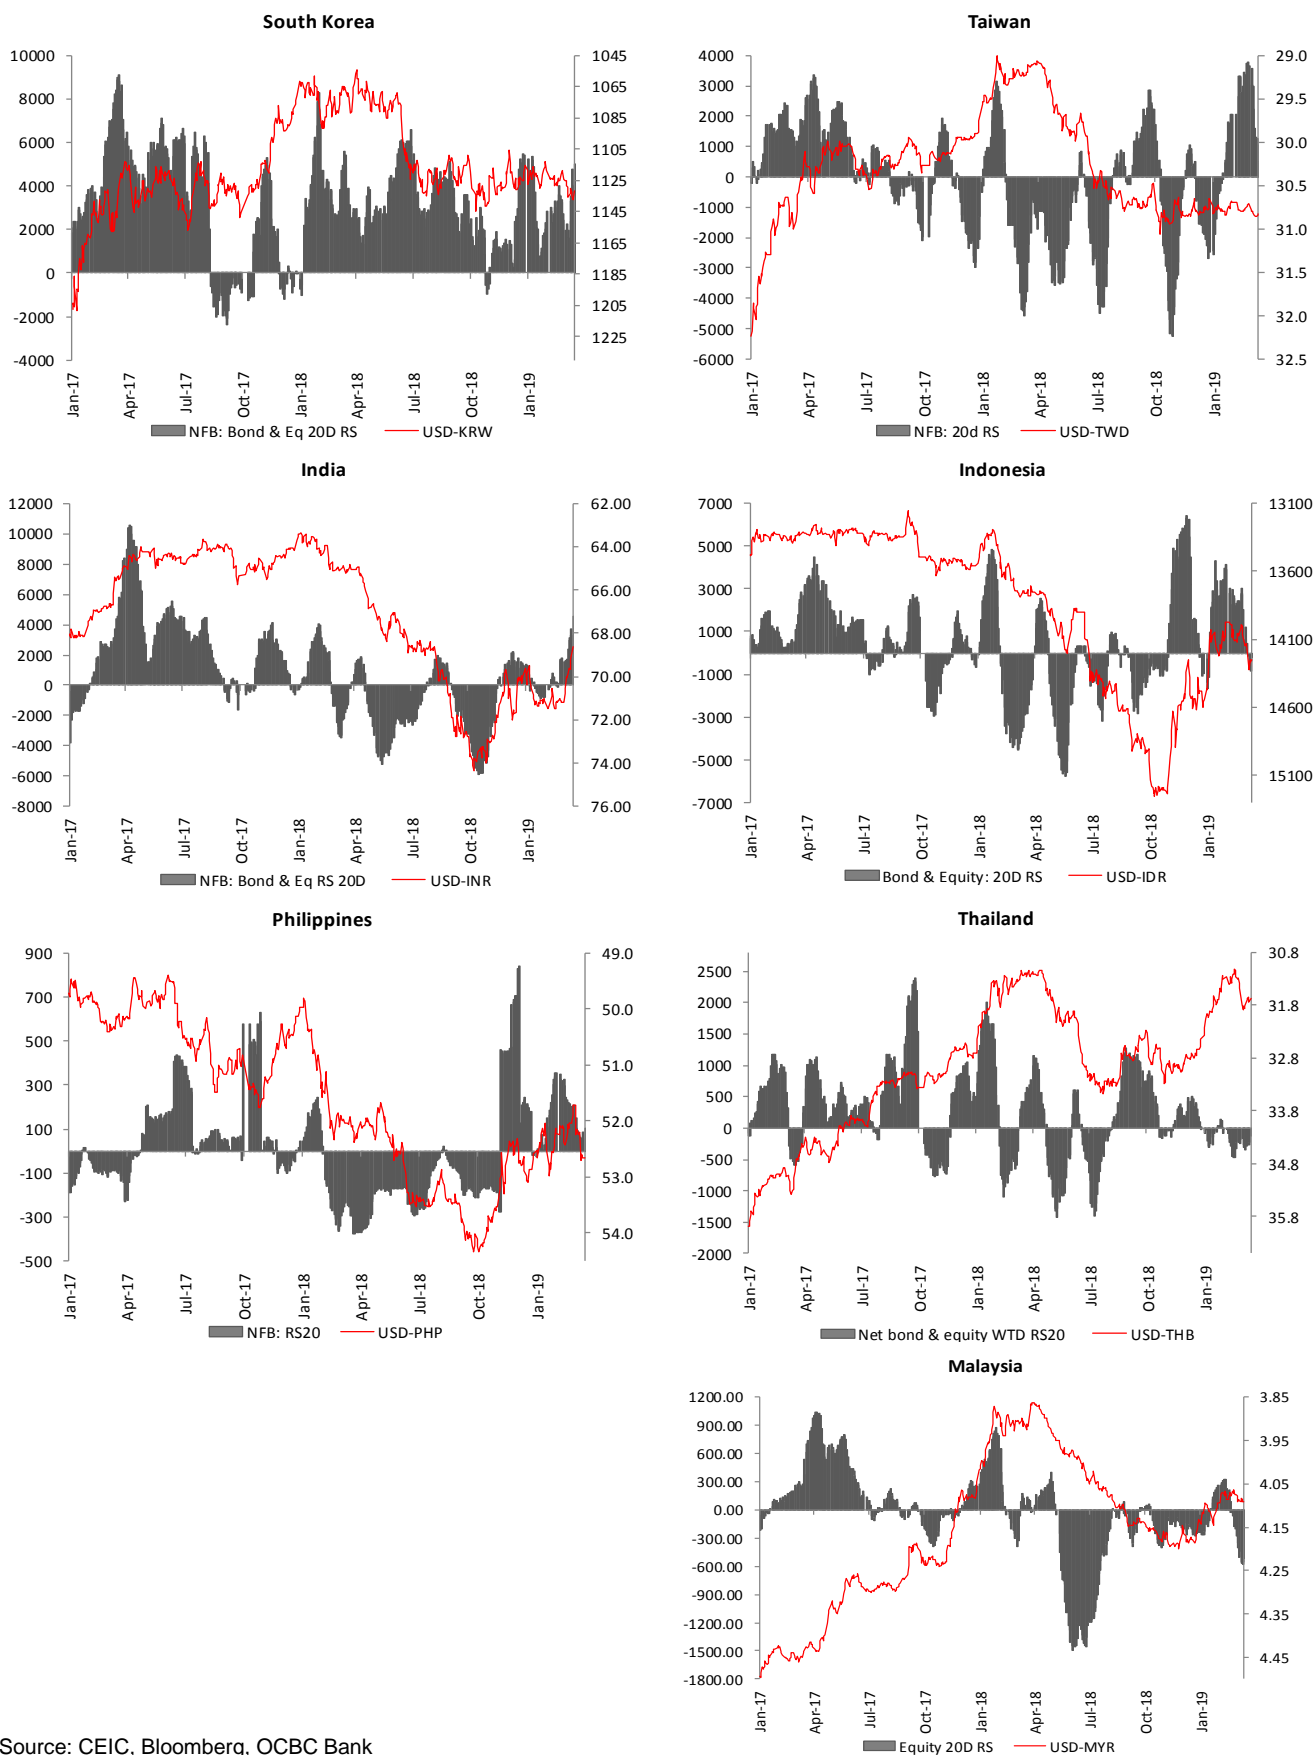 South Korea
10000
8000
6000
4000
2000
0
-2000
-4000
1045
1065
1085
1105
1125
1145
1165
1185
1205
1225
Jan-17
Apr-17
Jul-17
Oct-17
Jan-18
Apr-18
Jul-18
Oct-18
Jan-19
NFB: Bond & Eq 20D RS USD-KRW
Taiwan
4000
3000
2000
1000
0
-1000
-2000
-3000
-4000
-5000
-6000
29.0
29.5
30.0
30.5
31.0
31.5
32.0
32.5
Jan-17
Apr-17
Jul-17
Oct-17
Jan-18
Apr-18
Jul-18
Oct-18
Jan-19
NFB: 20d RS USD-TWD
India
12000
10000
8000
6000
4000
2000
0
-2000
-4000
-6000
-8000
62.00
64.00
66.00
68.00
70.00
72.00
74.00
76.00
Jan-17
Apr-17
Jul-17
Oct-17
Jan-18
Apr-18
Jul-18
Oct-18
Jan-19
NFB: Bond & Eq RS 20D USD-INR
Indonesia
7000
5000
3000
1000
-1000
-3000
-5000
-7000
13100
13600
14100
14600
15100
Jan-17
Apr-17
Jul-17
Oct-17
Jan-18
Apr-18
Jul-18
Oct-18
Jan-19
Bond & Equity: 20D RS USD-IDR
Philippines
900
700
500
300
100
-100
-300
-500
49.0
50.0
51.0
52.0
53.0
54.0
Jan-17
Apr-17
Jul-17
Oct-17
Jan-18
Apr-18
Jul-18
Oct-18
Jan-19
NFB: RS20 USD-PHP
Thailand
2500
2000
1500
1000
500
0
-500
-1000
-1500
-2000
30.8
31.8
32.8
33.8
34.8
35.8
Jan-17
Apr-17
Jul-17
Oct-17
Jan-18
Apr-18
Jul-18
Oct-18
Jan-19
Net bond & equity WTD RS20 USD-THB
Malaysia
1200.00
900.00
600.00
300.00
0.00
-300.00
-600.00
-900.00
-1200.00
-1500.00
-1800.00
3.85
3.95
4.05
4.15
4.25
4.35
4.45
Jan-17
Apr-17
Jul-17
Oct-17
Jan-18
Apr-18
Jul-18
Oct-18
Jan-19
Equity 20D RS USD-MYR
Source: CEIC, Bloomberg, OCBC Bank